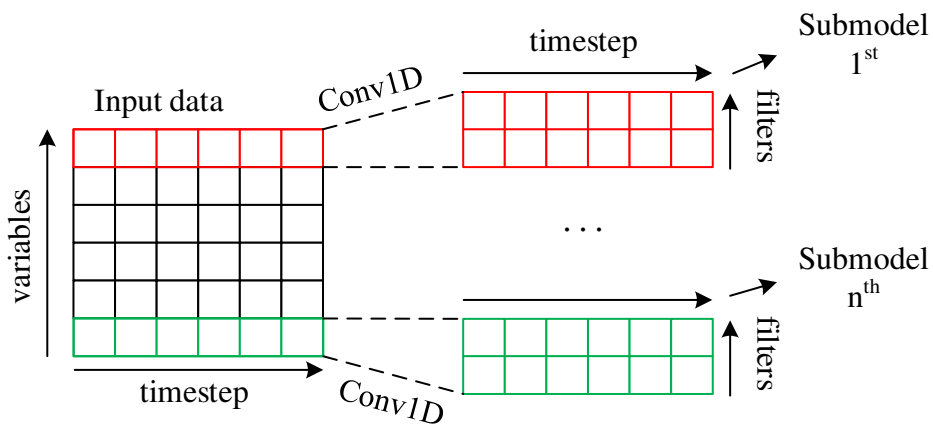 Input data
variables
timestep
Conv1D
timestep
filters
Submodel
1st
...
Conv1D
filters
Submodel
nth